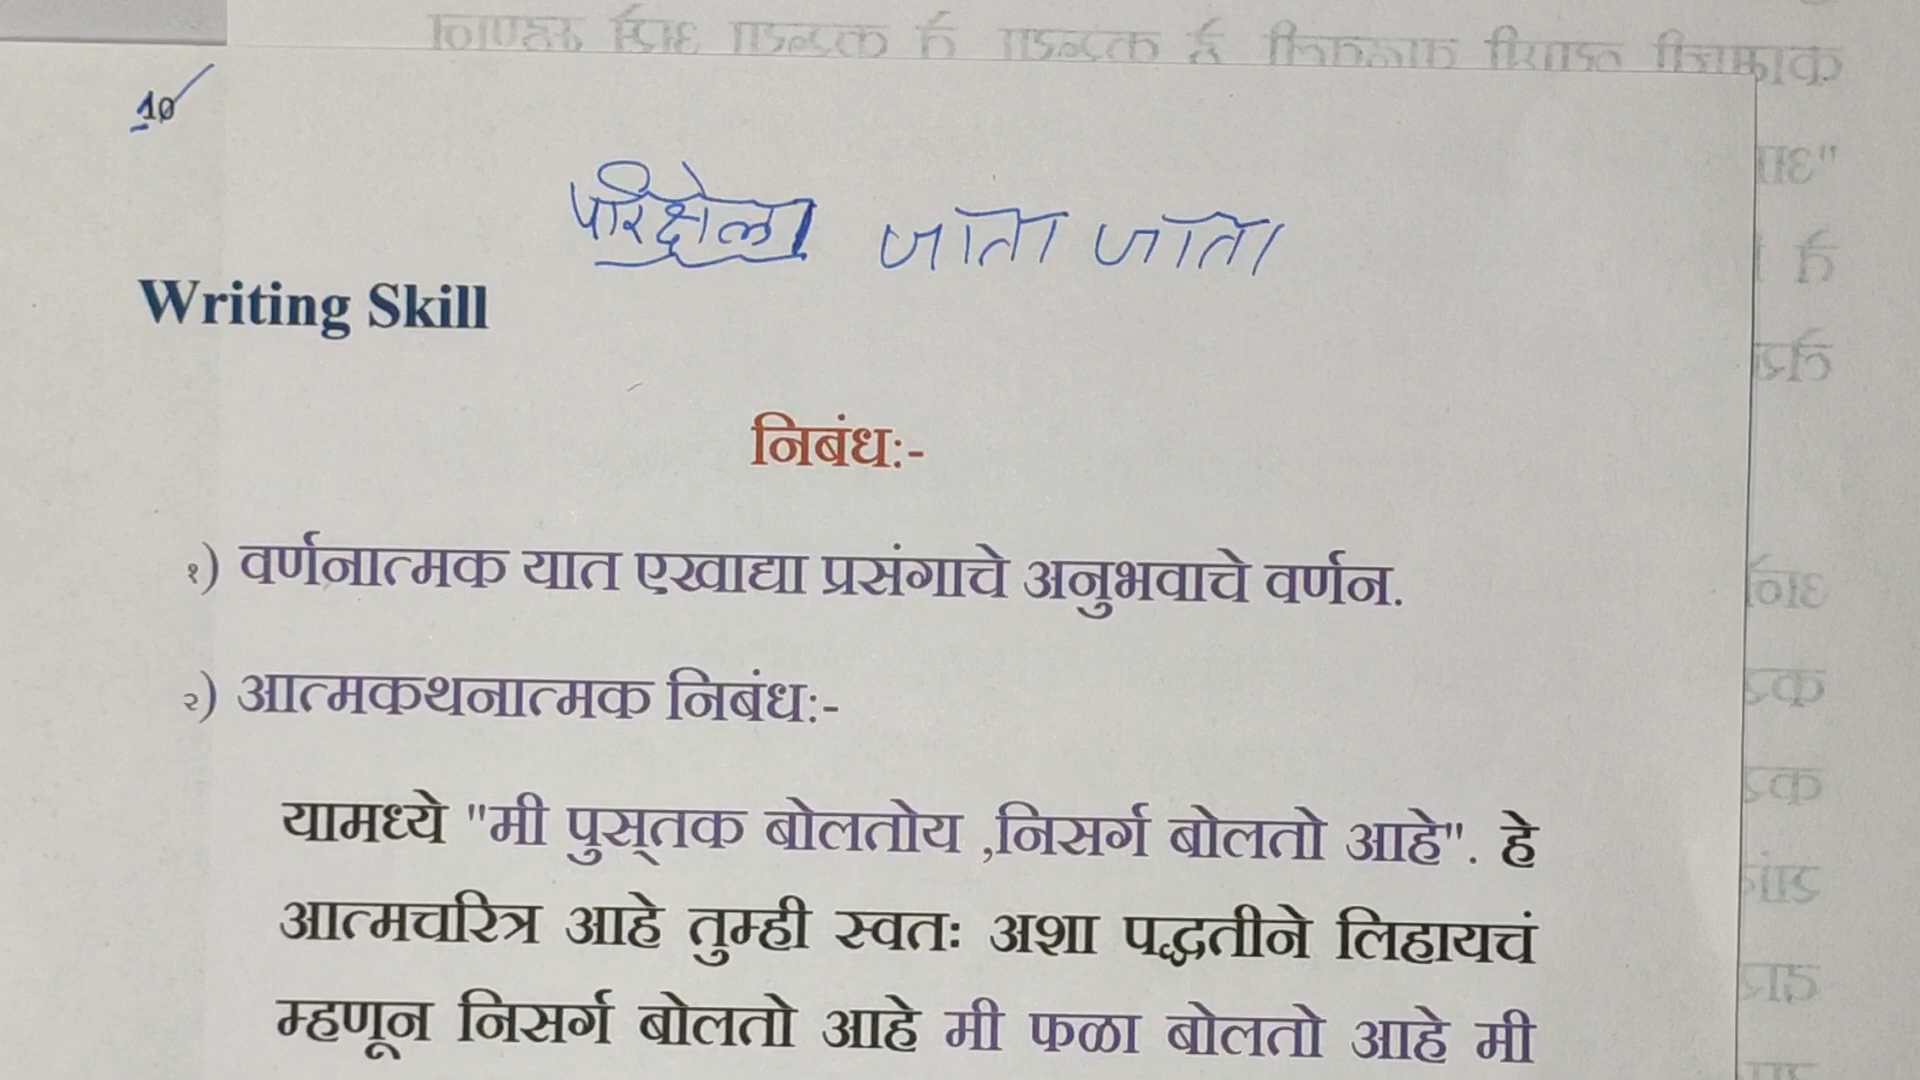 10
परिक्षेला जाता जाता
Writing Skill
निबंधः-
१) वर्णनात्मक यात एखाद्या प्रसंगाचे अनुभवाचे वर्णन.
२) आत्मकथनात्मक निबंधः-
यामध्ये "मी पुस्तक बोलतोय ,निसर्ग बोलतो आहे". हे
आत्मचरित्र आहे तुम्ही स्वतः अशा पद्धतीने लिहायचं
म्हणून निसर्ग बोलतो आहे मी फळा बोलतो आहे मी